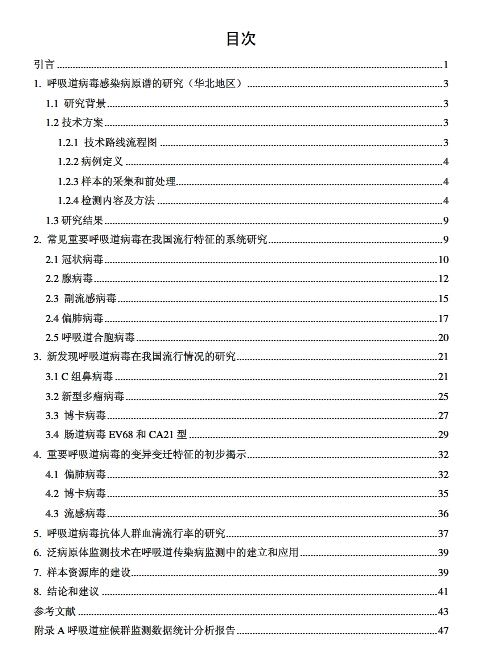 目次
引言 ........ 1
1. 呼吸道病毒感染病原谱的研究（华北地区） ........ 3
1.1 研究背景 ........ 3
1.2 技术方案 ........ 3
1.2.1 技术路线流程图 ........ 3
1.2.2 病例定义 ........ 4
1.2.3 样本的采集和前处理 ........ 4
1.2.4 检测内容及方法 ........ 4
1.3 研究结果 ........ 9
2. 常见重要呼吸道病毒在我国流行特征的系统研究 ........ 9
2.1 冠状病毒 ........ 10
2.2 腺病毒 ........ 12
2.3 副流感病毒 ........ 15
2.4 偏肺病毒 ........ 17
2.5 呼吸道合胞病毒 ........ 20
3. 新发现呼吸道病毒在我国流行情况的研究 ........ 21
3.1 C 组鼻病毒 ........ 21
3.2 新型多瘤病毒 ........ 25
3.3 博卡病毒 ........ 27
3.4 肠道病毒 EV68 和 CA21 型 ........ 29
4. 重要呼吸道病毒的变异变迁特征的初步揭示 ........ 32
4.1 偏肺病毒 ........ 32
4.2 博卡病毒 ........ 35
4.3 流感病毒 ........ 36
5. 呼吸道病毒抗体人群血清流行率的研究 ........ 37
6. 泛病原体监测技术在呼吸道传染病监测中的建立和应用 ........ 39
7. 样本资源库的建设 ........ 39
8. 结论和建议 ........ 41
参考文献 ........ 43
附录 A 呼吸道症候群监测数据统计分析报告 ........ 47